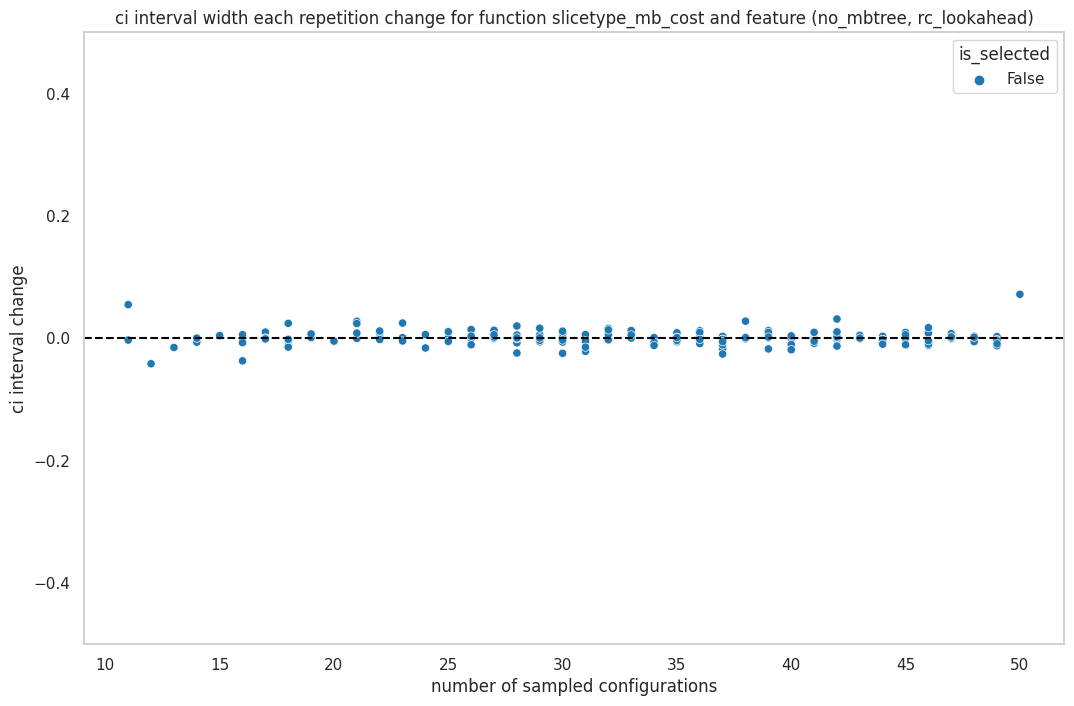 ci interval width each repetition change for function slicetype_mb_cost and feature (no_mbtree, rc_lookahead)
is_selected
False
ci interval change
0.4
0.2
0.0
−0.2
−0.4
10 15 20 25 30 35 40 45 50
number of sampled configurations